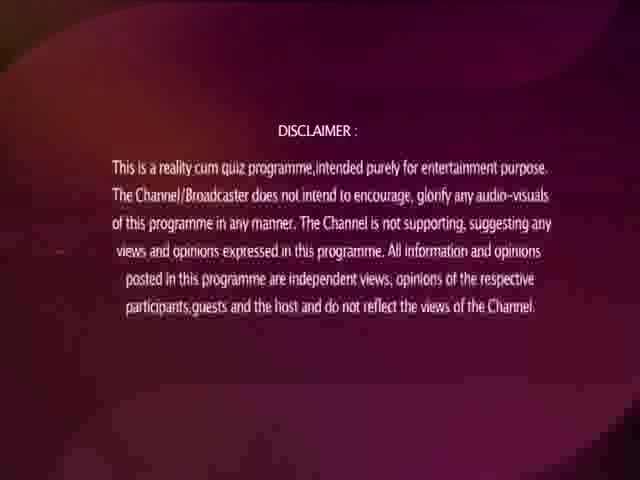 DISCLAIMER :
This is a reality cum quiz programme,intended purely for entertainment purpose.
The Channel/Broadcaster does not intend to encourage, glorify any audio-visuals
of this programme in any manner. The Channel is not supporting, suggesting any
views and opinions expressed in this programme. All information and opinions
posted in this programme are independent views, opinions of the respective
participants,guests and the host and do not reflect the views of the Channel.